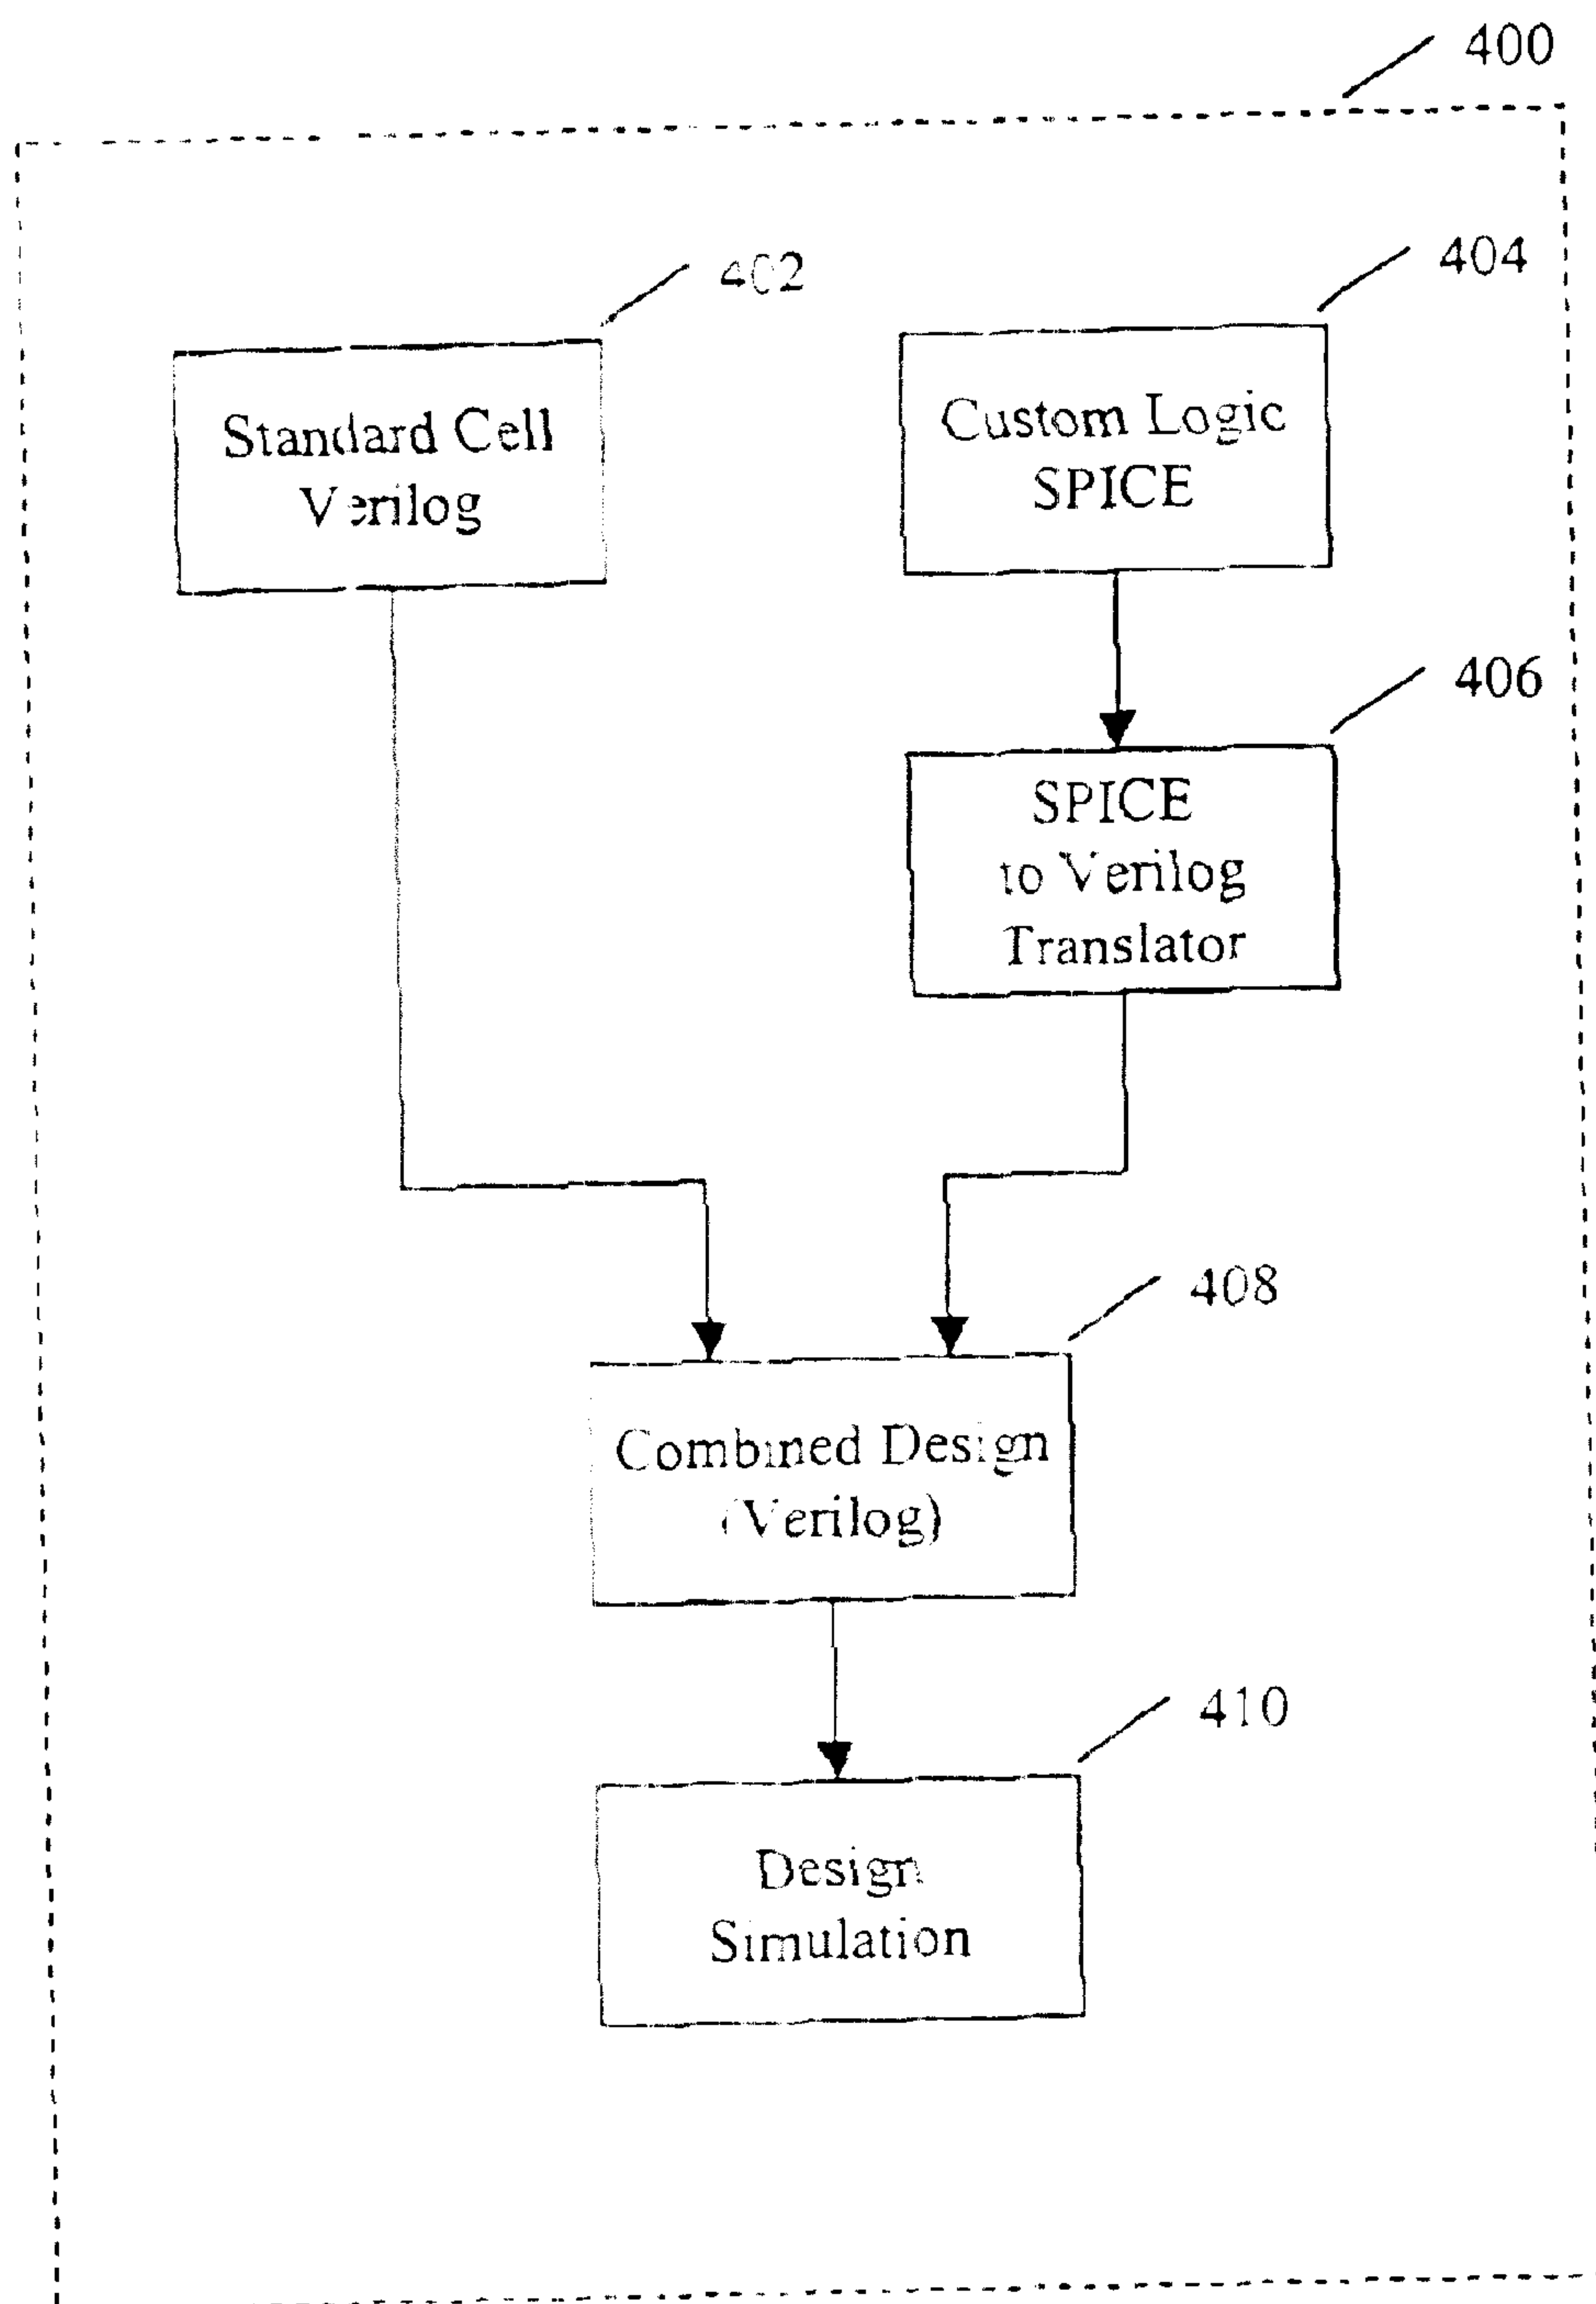 400
402
404
Standard Cell
Verilog
Custom Logic
SPICE
406
SPICE
to Verilog
Translator
408
Combined Design
(Verilog)
410
Design
Simulation